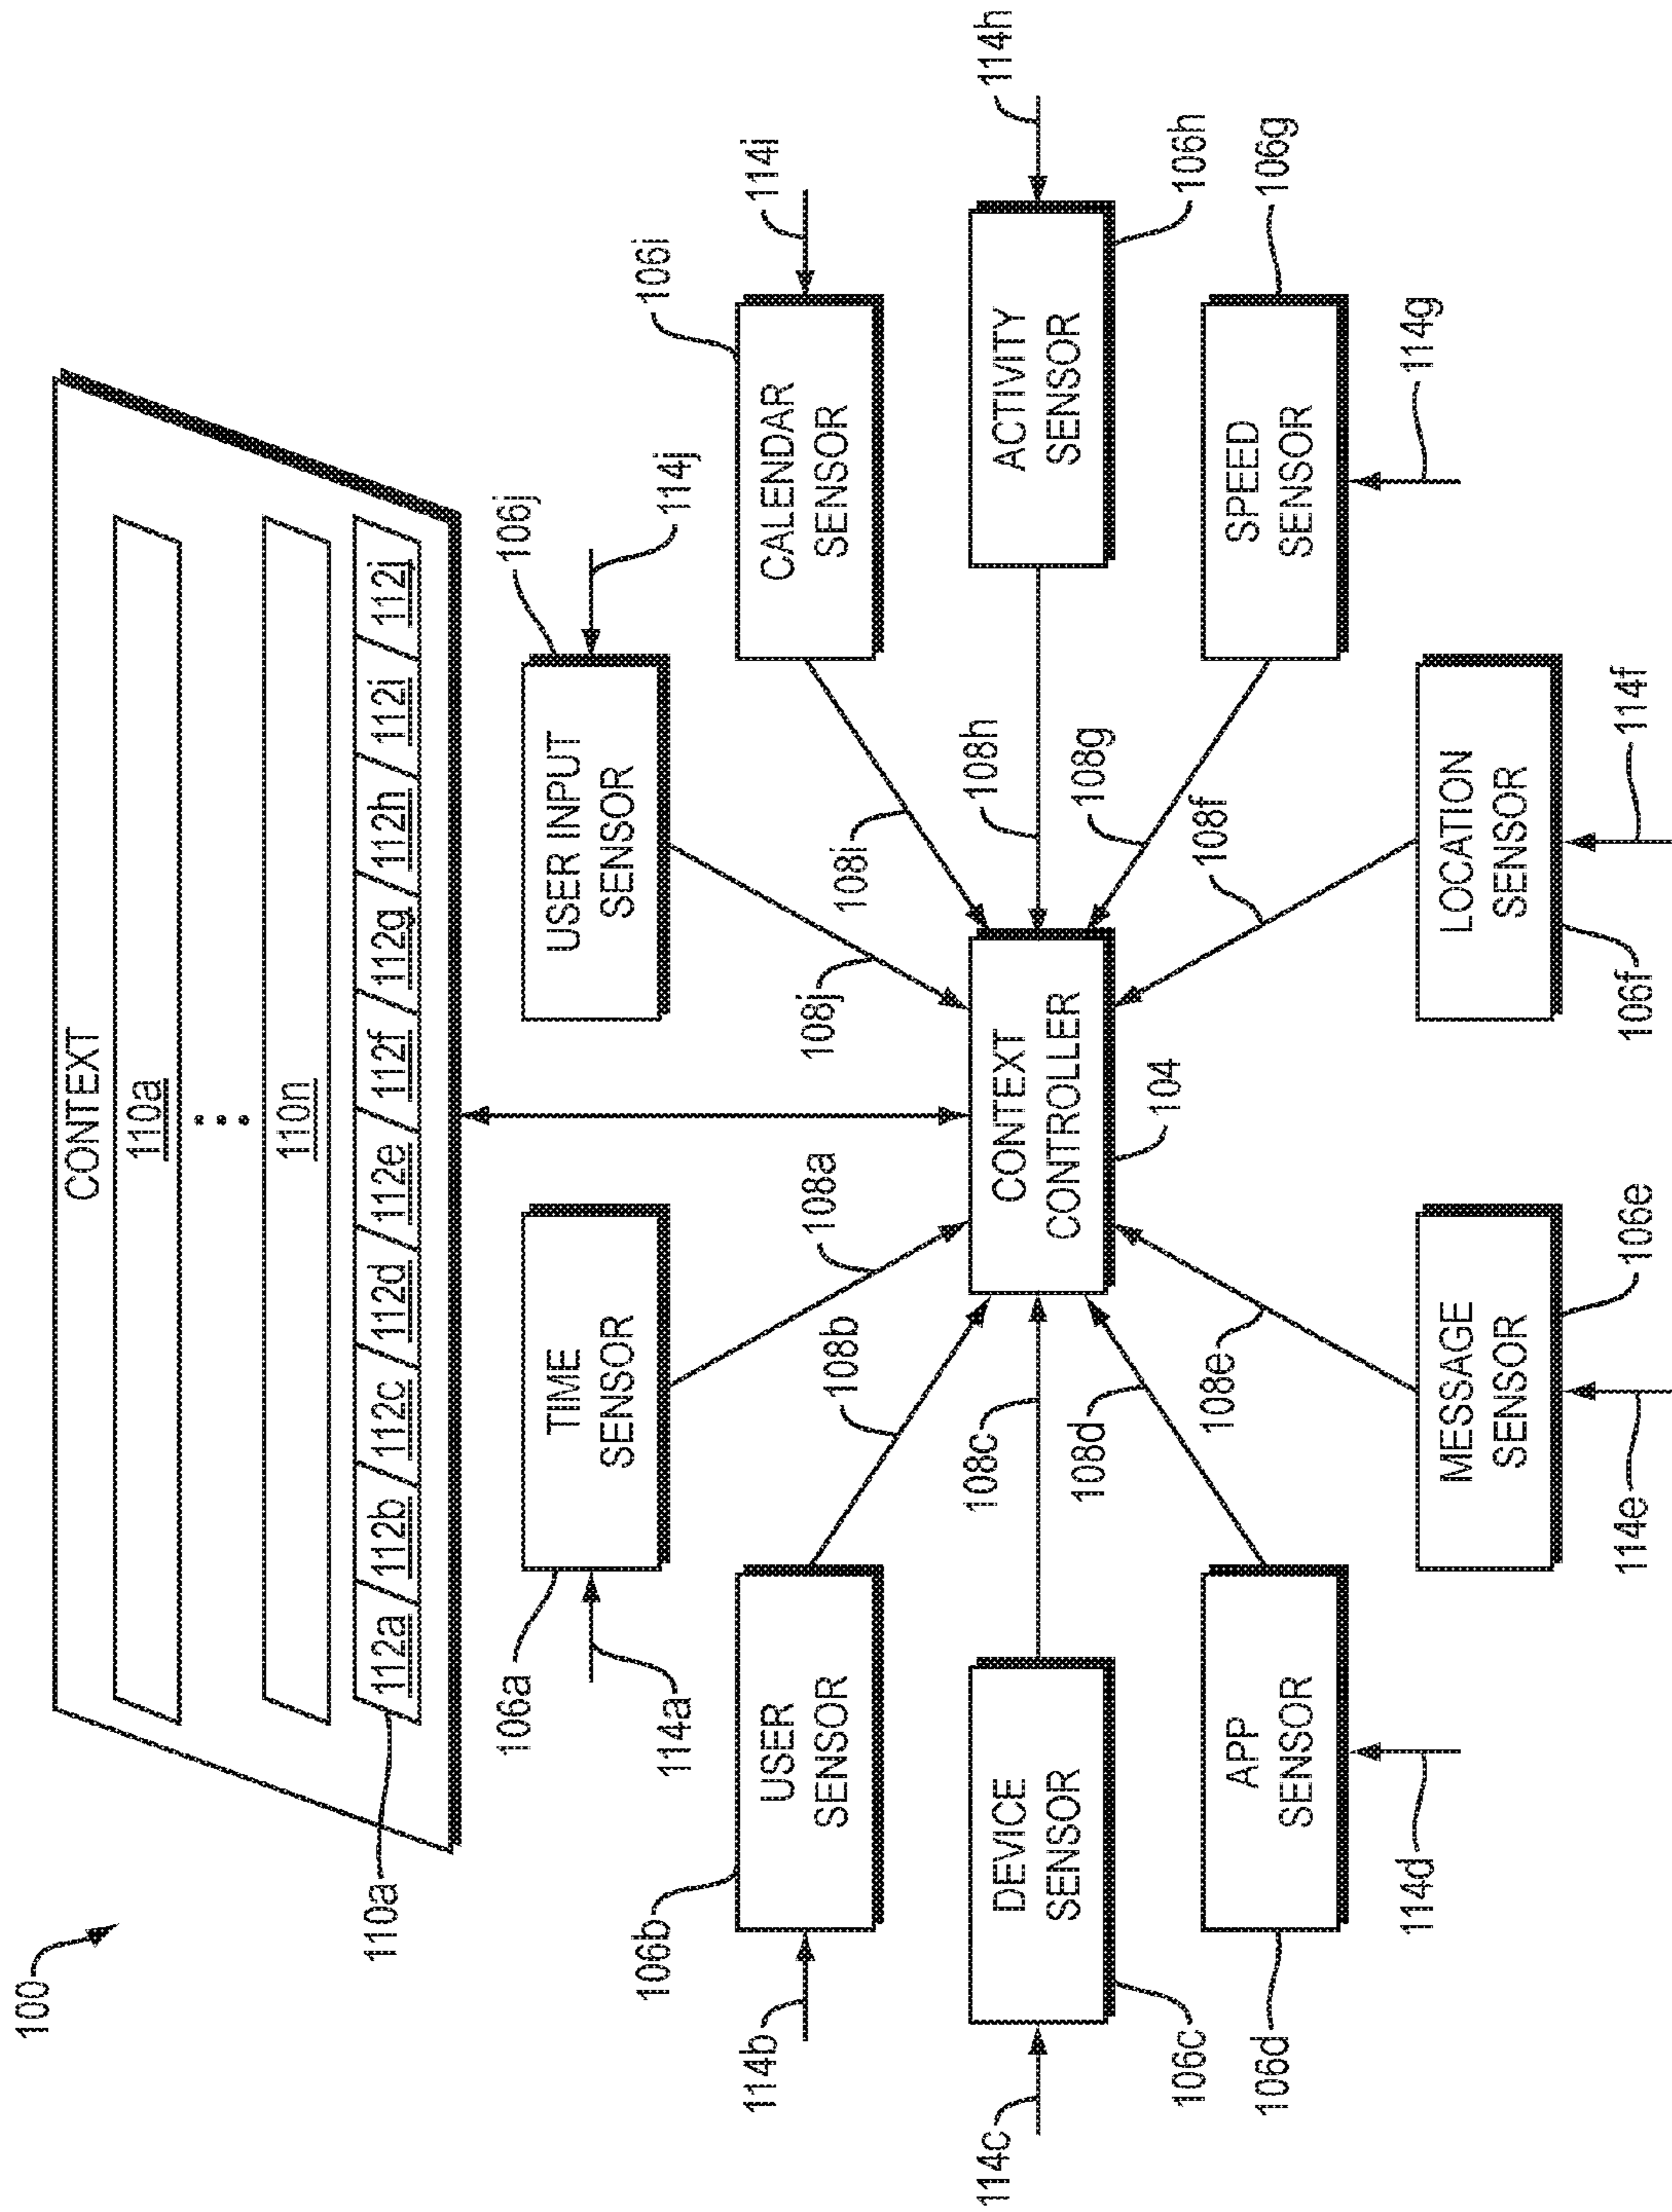 100
CONTEXT
110a
110n
112a
112b
112c
112d
112e
112f
112g
112h
112i
112j
110a
106a
TIME
SENSOR
114a
108a
106j
USER INPUT
SENSOR
114j
108j
106b
USER
SENSOR
114b
108b
106i
CALENDAR
SENSOR
114i
108i
DEVICE
SENSOR
114c
106c
108c
CONTEXT
CONTROLLER
104
108h
ACTIVITY
SENSOR
114h
106h
APP
SENSOR
106d
114d
108d
108g
SPEED
SENSOR
106g
114g
108e
MESSAGE
SENSOR
106e
114e
108f
LOCATION
SENSOR
106f
114f